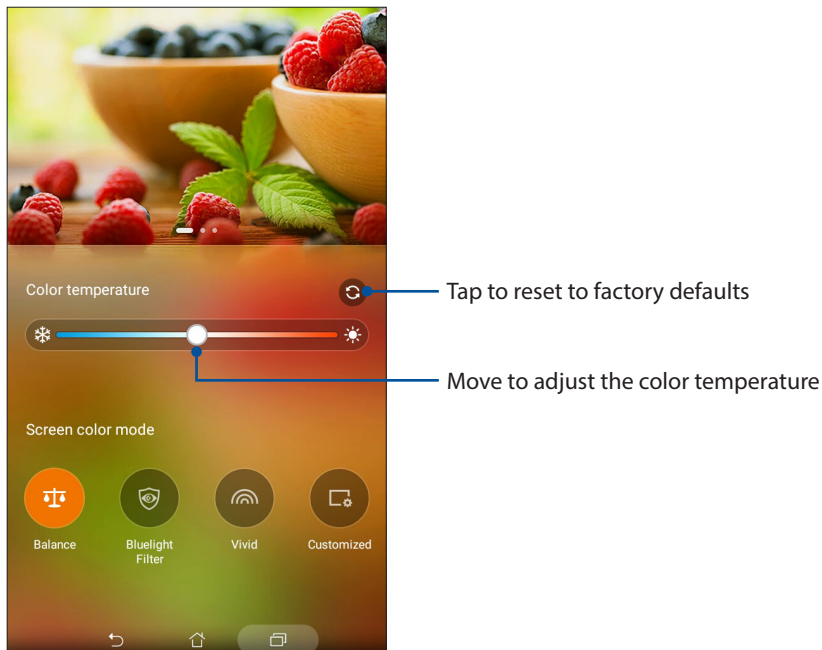 Color temperature
Tap to reset to factory defaults
Move to adjust the color temperature
Screen color mode
Balance
Bluelight
Filter
Vivid
Customized